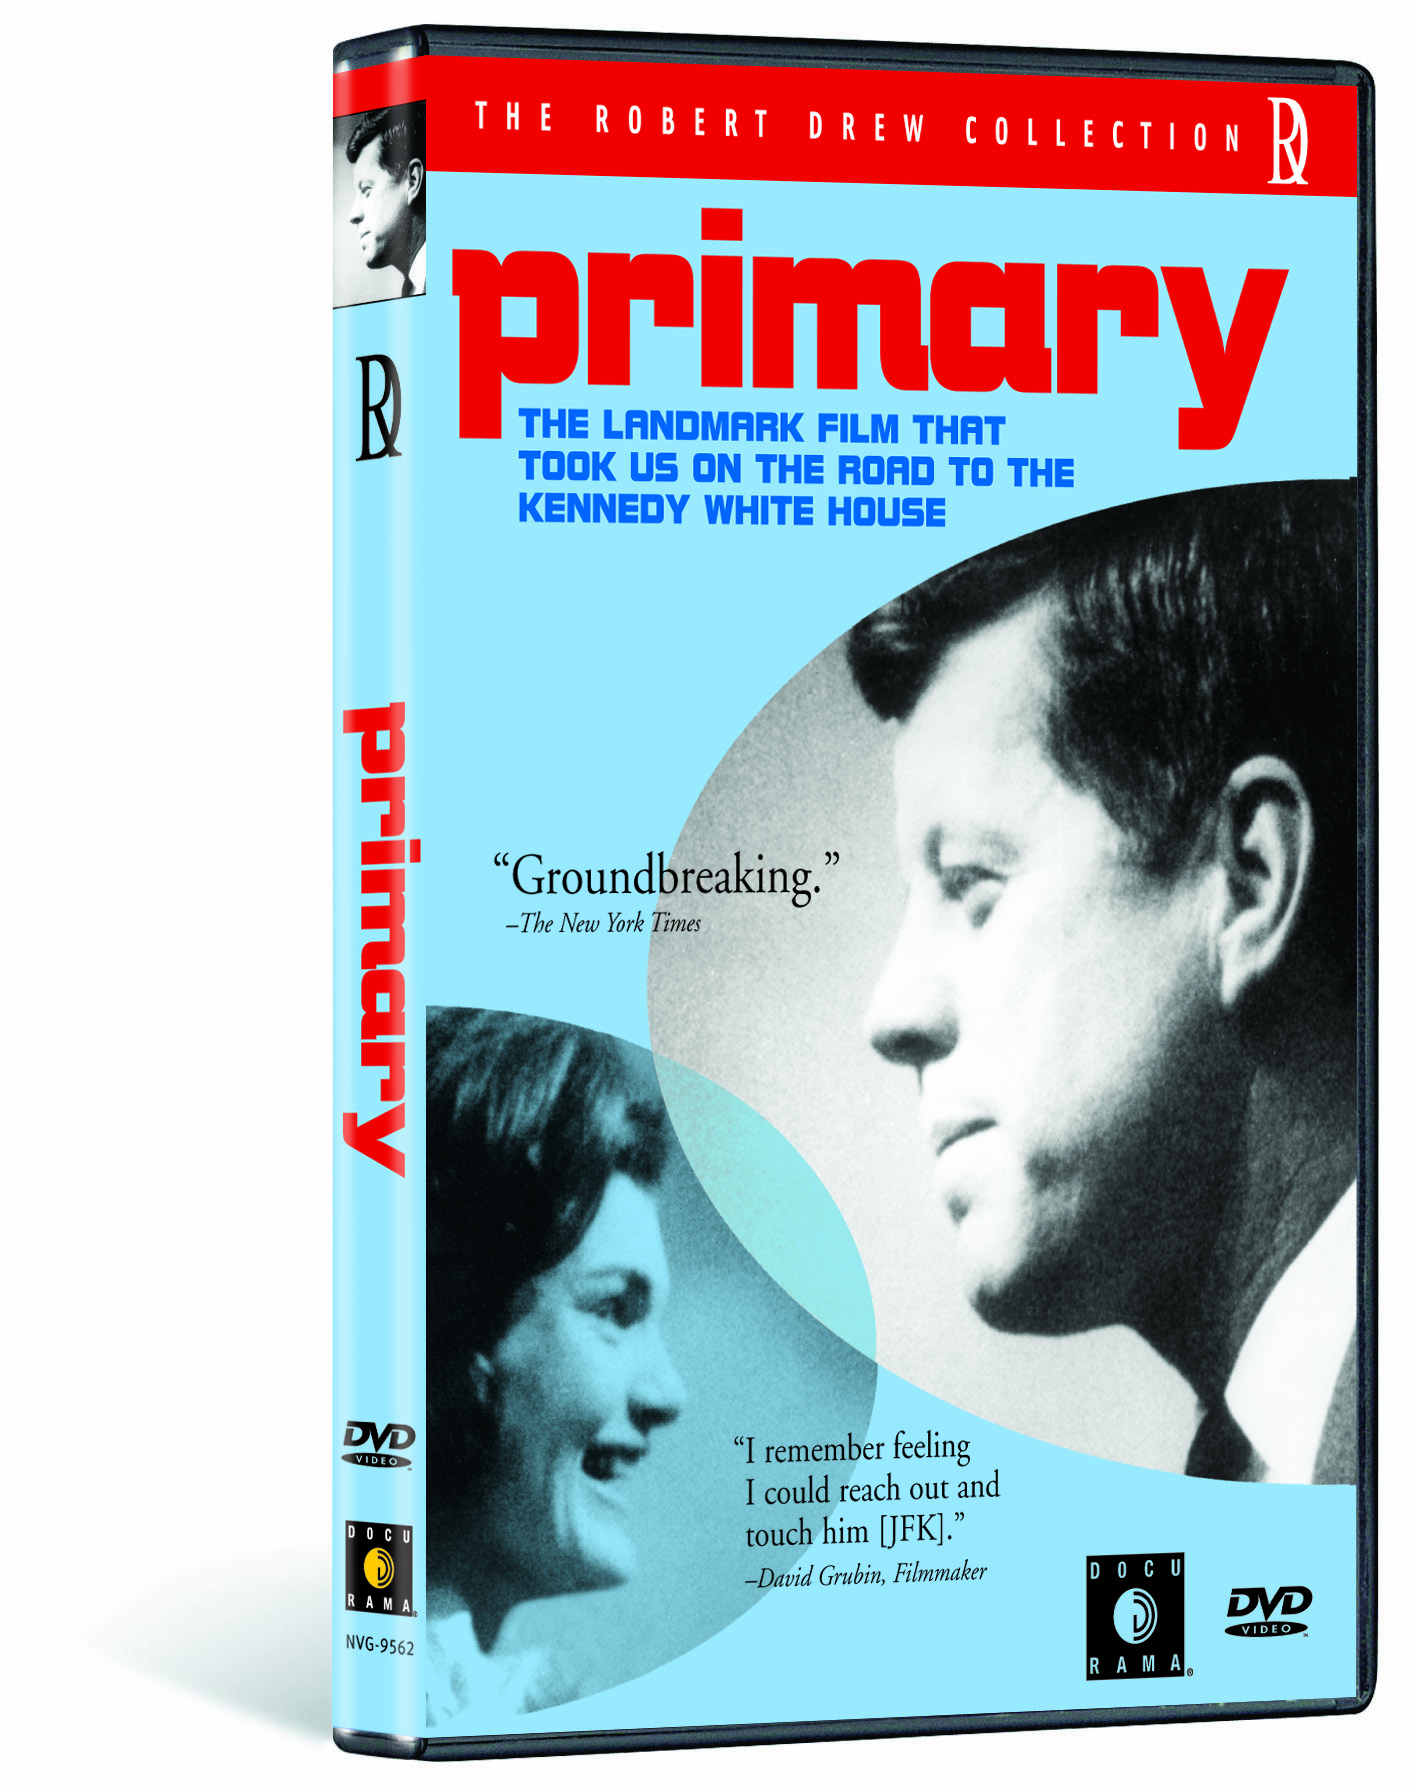 THE ROBERT DREW COLLECTION RD
primary
THE LANDMARK FILM THAT
TOOK US ON THE ROAD TO THE
KENNEDY WHITE HOUSE
“Groundbreaking.”
–The New York Times
“I remember feeling
I could reach out and
touch him [JFK].”
–David Grubin, Filmmaker
DOCU
RAMA®
DVD
VIDEO™
RD
primary
DVD
VIDEO™
DOCU
RAMA®
NVG-9562